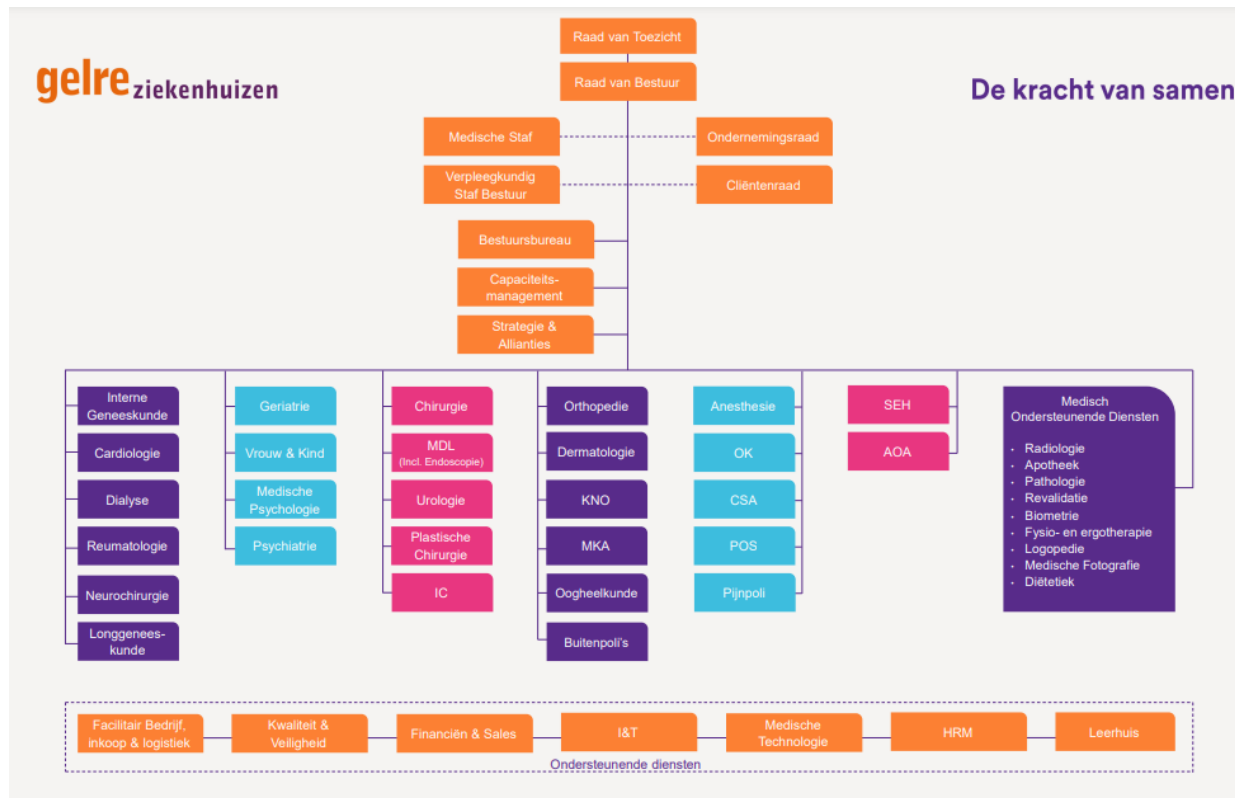 Raad van Toezicht
gelre ziekenhuizen
Raad van Bestuur
De kracht van samen
Medische Staf
Ondernemingsraad
Verpleegkundig
Staf Bestuur
Cliëntenraad
Bestuursbureau
Capaciteits-
management
Strategie &
Allianties
Interne
Geneeskunde
Cardiologie
Dialyse
Reumatologie
Neurochirurgie
Longgenees-
kunde
Geriatrie
Vrouw & Kind
Medische
Psychologie
Psychiatrie
Chirurgie
MDL
(Incl. Endoscopie)
Urologie
Plastische
Chirurgie
IC
Orthopedie
Dermatologie
KNO
MKA
Oogheelkunde
Buitenpoli's
Anesthesie
OK
CSA
POS
Pijnpoli
SEH
AOA
Medisch
Ondersteunende Diensten
· Radiologie
· Apotheek
· Pathologie
· Revalidatie
· Biometrie
· Fysio- en ergotherapie
· Logopedie
· Medische Fotografie
· Diëtetiek
Facilitair Bedrijf,
inkoop & logistiek
Kwaliteit &
Veiligheid
Financiën & Sales
I&T
Medische
Technologie
HRM
Leerhuis
Ondersteunende diensten